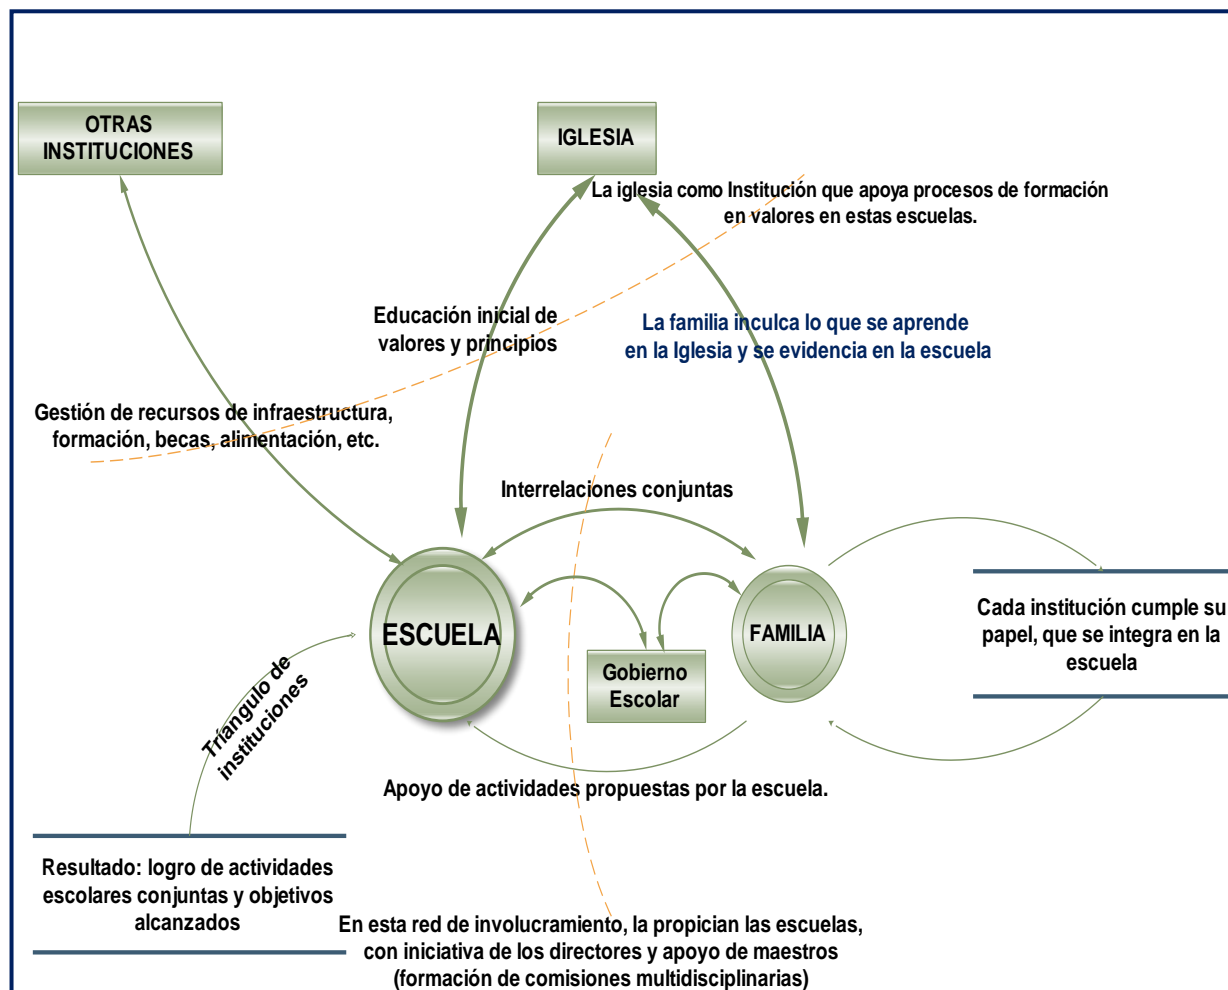 OTRAS
INSTITUCIONES
IGLESIA
La iglesia como Institución que apoya procesos de formación
en valores en estas escuelas.
Educación inicial de
valores y principios
La familia inculca lo que se aprende
en la Iglesia y se evidencia en la escuela
Gestión de recursos de infraestructura,
formación, becas, alimentación, etc.
Interrelaciones conjuntas
ESCUELA
FAMILIA
Gobierno
Escolar
Cada institución cumple su
papel, que se integra en la
escuela
Tríangulo de
instituciones
Apoyo de actividades propuestas por la escuela.
Resultado: logro de actividades
escolares conjuntas y objetivos
alcanzados
En esta red de involucramiento, la propician las escuelas,
con iniciativa de los directores y apoyo de maestros
(formación de comisiones multidisciplinarias)